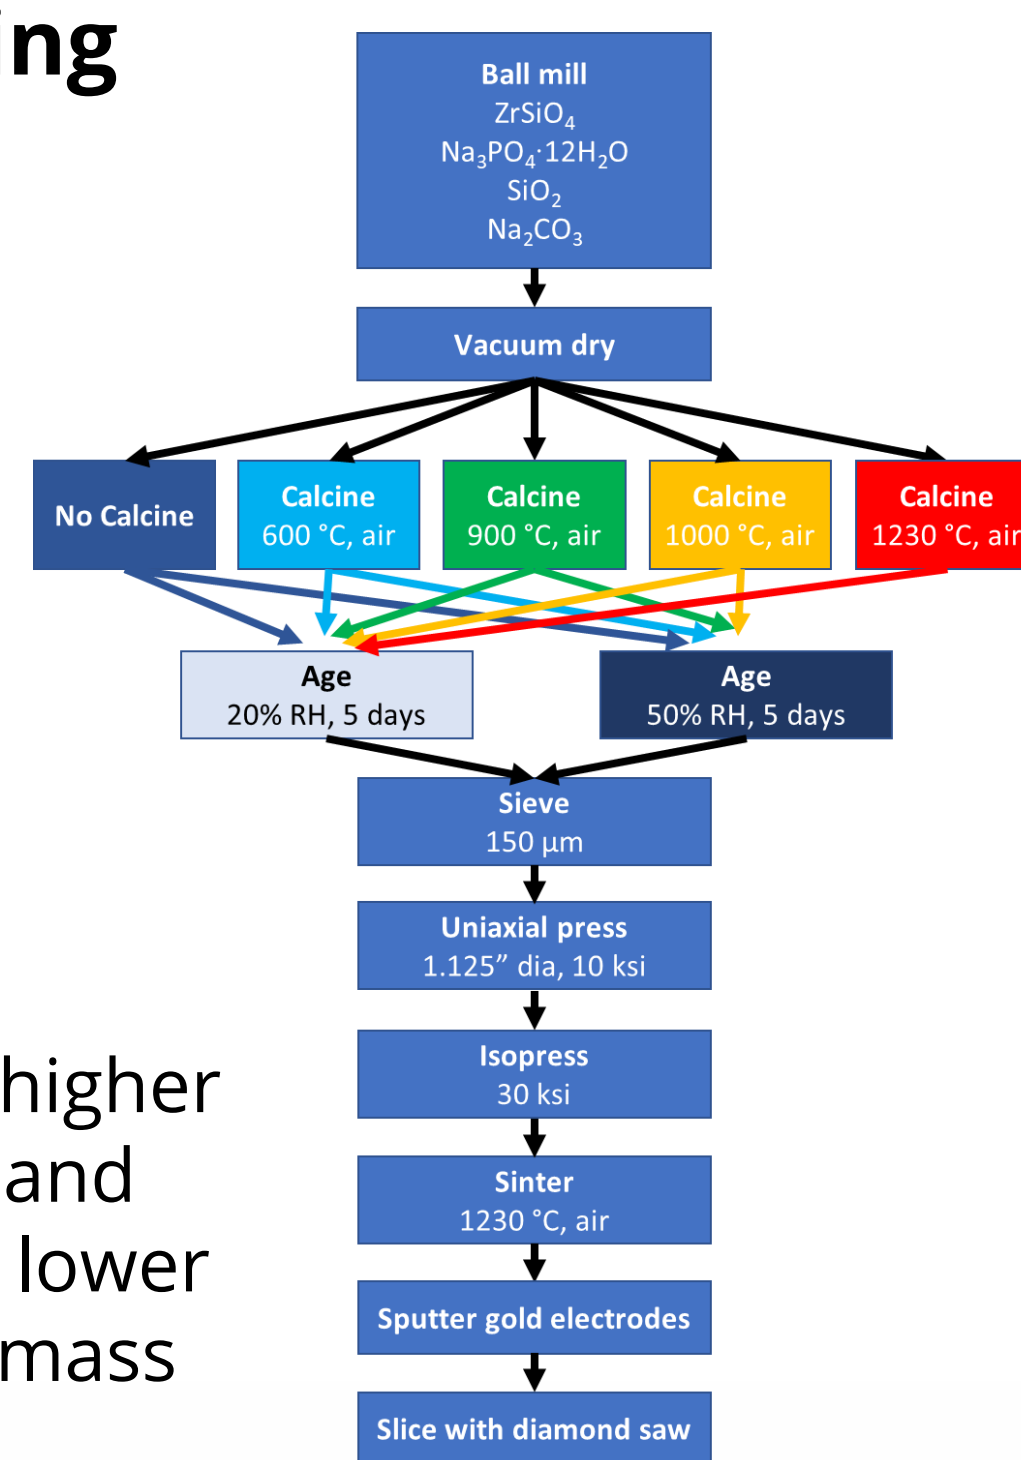 ing
Ball mill
ZrSiO₄
Na₃PO₄·12H₂O
SiO₂
Na₂CO₃
Vacuum dry
No Calcine
Calcine
600 °C, air
Calcine
900 °C, air
Calcine
1000 °C, air
Calcine
1230 °C, air
Age
20% RH, 5 days
Age
50% RH, 5 days
Sieve
150 µm
Uniaxial press
1.125” dia, 10 ksi
Isopress
30 ksi
higher
and
lower
mass
Sinter
1230 °C, air
Sputter gold electrodes
Slice with diamond saw